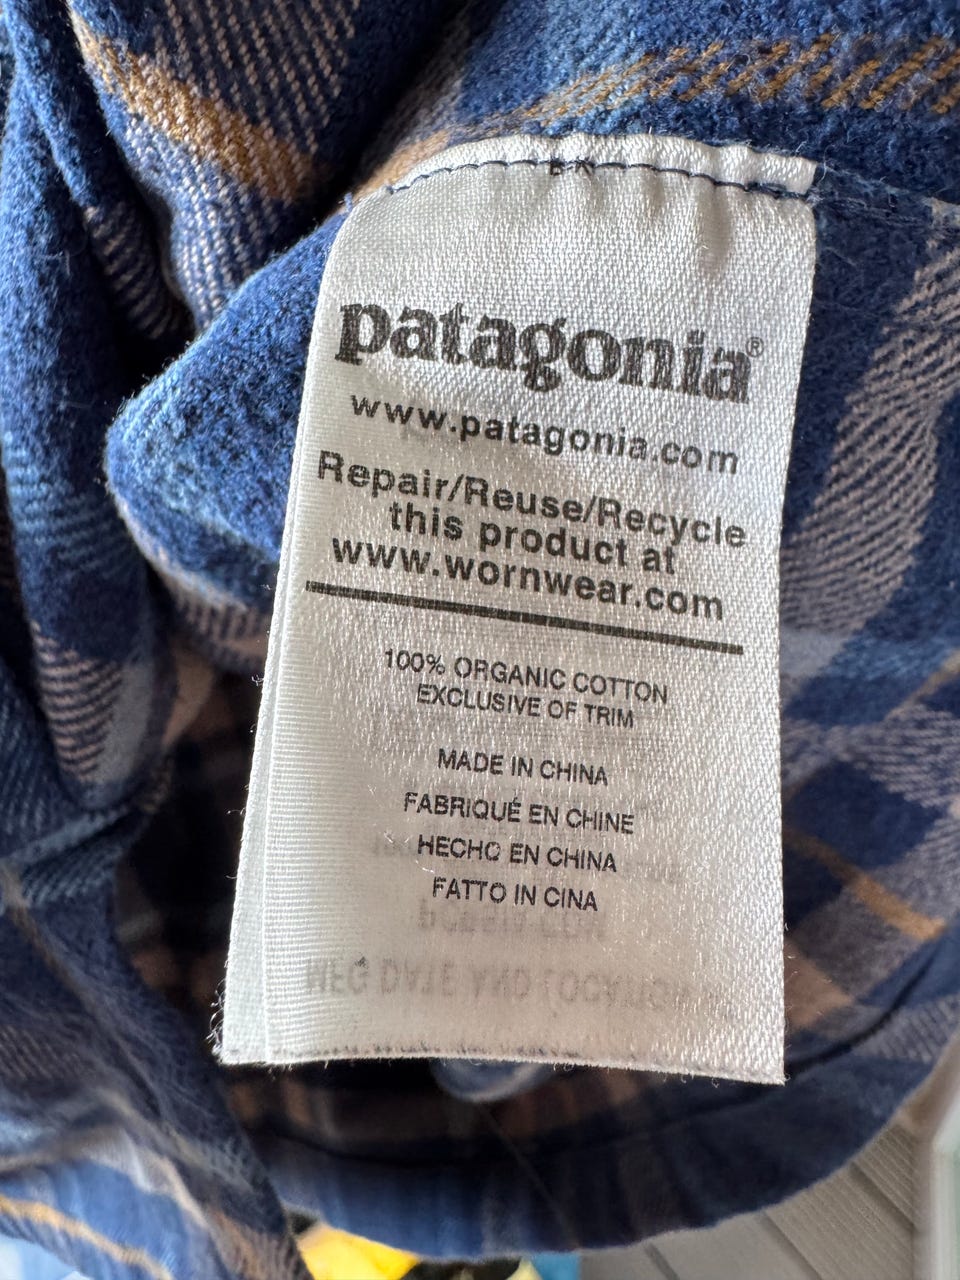 patagonia®
www.patagonia.com
Repair/Reuse/Recycle
this product at
www.wornwear.com
100% ORGANIC COTTON
EXCLUSIVE OF TRIM
MADE IN CHINA
FABRIQUÉ EN CHINE
HECHO EN CHINA
FATTO IN CINA